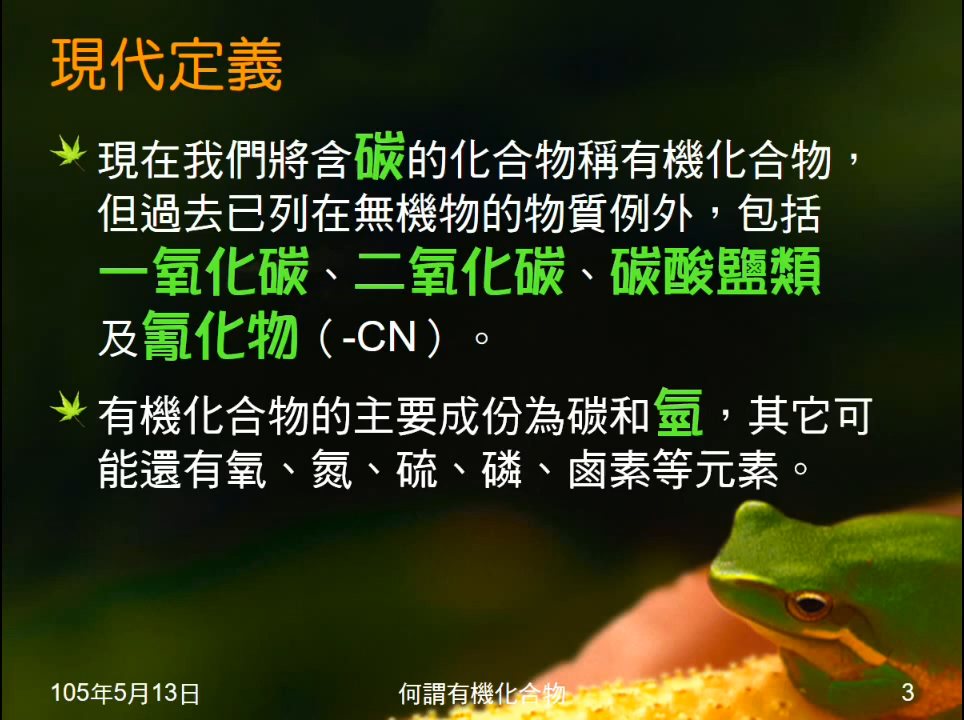 現代定義
現在我們將含碳的化合物稱有機化合物，
但過去已列在無機物的物質例外，包括
一氧化碳、二氧化碳、碳酸鹽類
及氰化物（-CN）。
有機化合物的主要成份為碳和氫，其它可
能還有氧、氮、硫、磷、鹵素等元素。
105年5月13日
何謂有機化合物
3